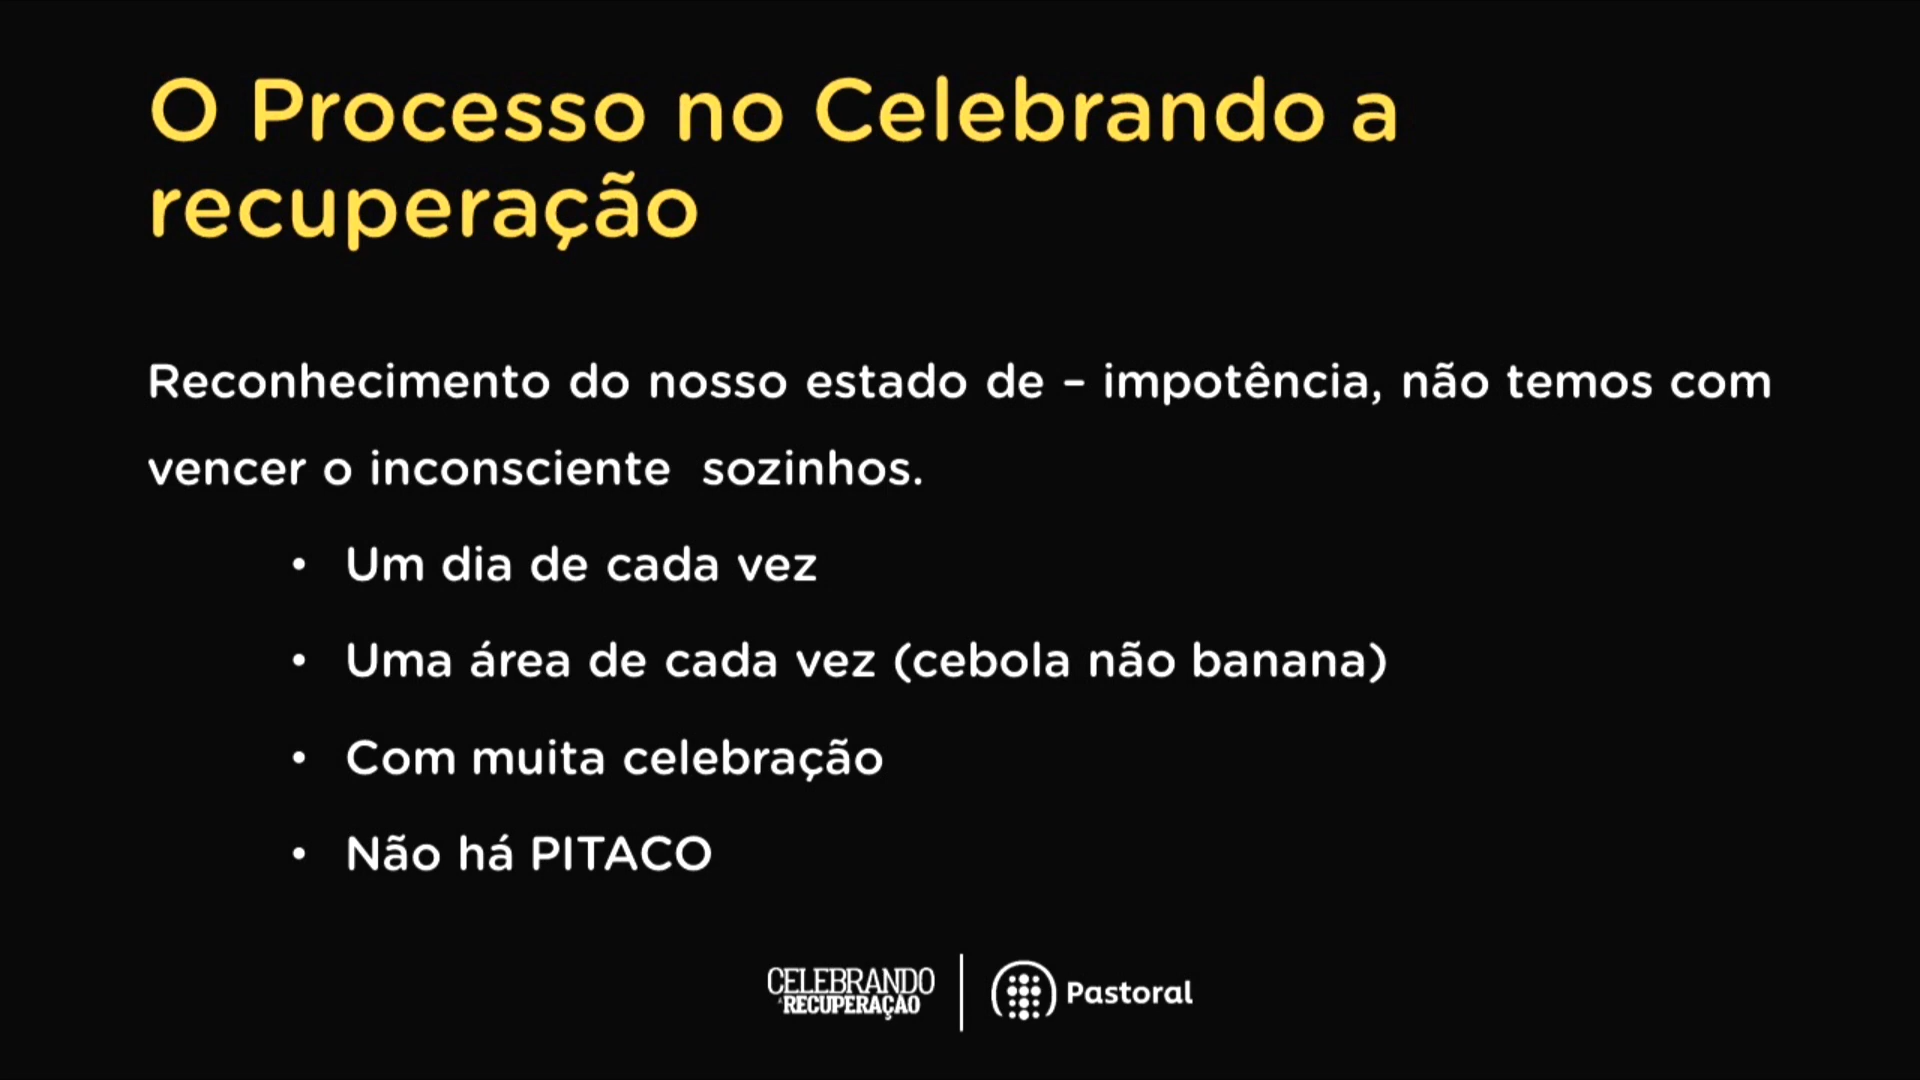 O Processo no Celebrando a
recuperação
Reconhecimento do nosso estado de – impotência, não temos com
vencer o inconsciente  sozinhos.
• Um dia de cada vez
• Uma área de cada vez (cebola não banana)
• Com muita celebração
• Não há PITACO
CELEBRANDO
A RECUPERAÇÃO
Pastoral